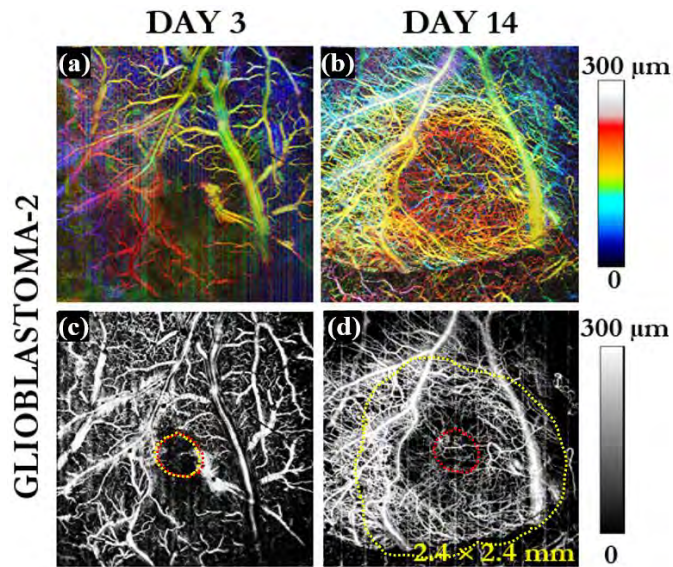 DAY 3
DAY 14
(a)
(b)
300 μm
0
GLIOBLASTOMA-2
(c)
(d)
300 μm
0
2.4 × 2.4 mm